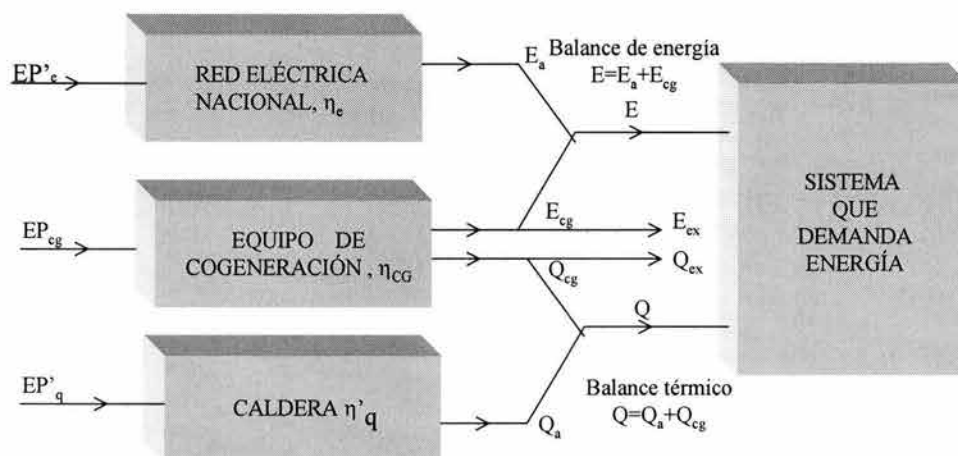 EP'e
RED ELÉCTRICA
NACIONAL, ηe
Ea
Balance de energía
E=Ea+Ecg
E
EPcg
EQUIPO DE
COGENERACIÓN , ηCG
Ecg
Eex
Qcg
Qex
SISTEMA
QUE
DEMANDA
ENERGÍA
Q
EP'q
CALDERA η'q
Qa
Balance térmico
Q=Qa+Qcg